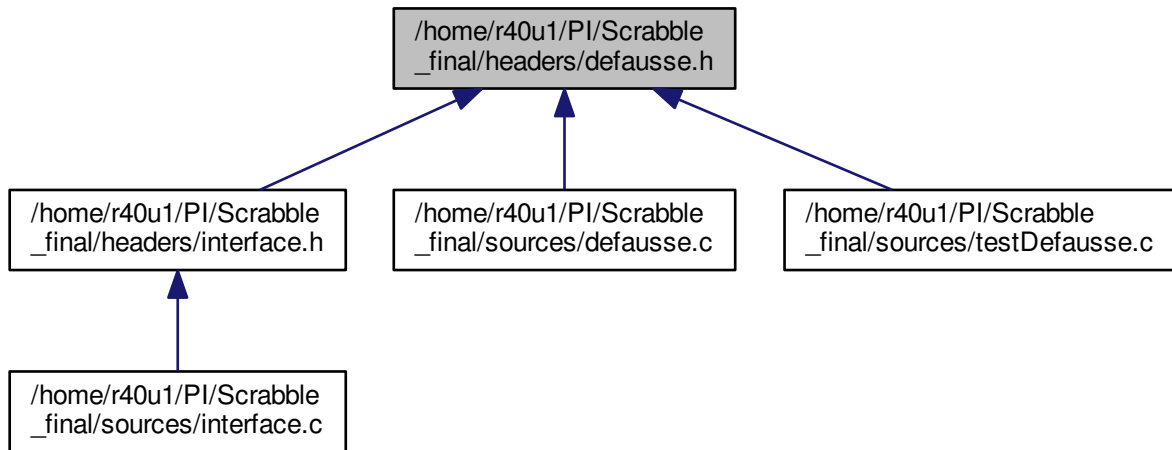 /home/r40u1/PI/Scrabble
_final/headers/defausse.h
/home/r40u1/PI/Scrabble
_final/headers/interface.h
/home/r40u1/PI/Scrabble
_final/sources/defausse.c
/home/r40u1/PI/Scrabble
_final/sources/testDefausse.c
/home/r40u1/PI/Scrabble
_final/sources/interface.c